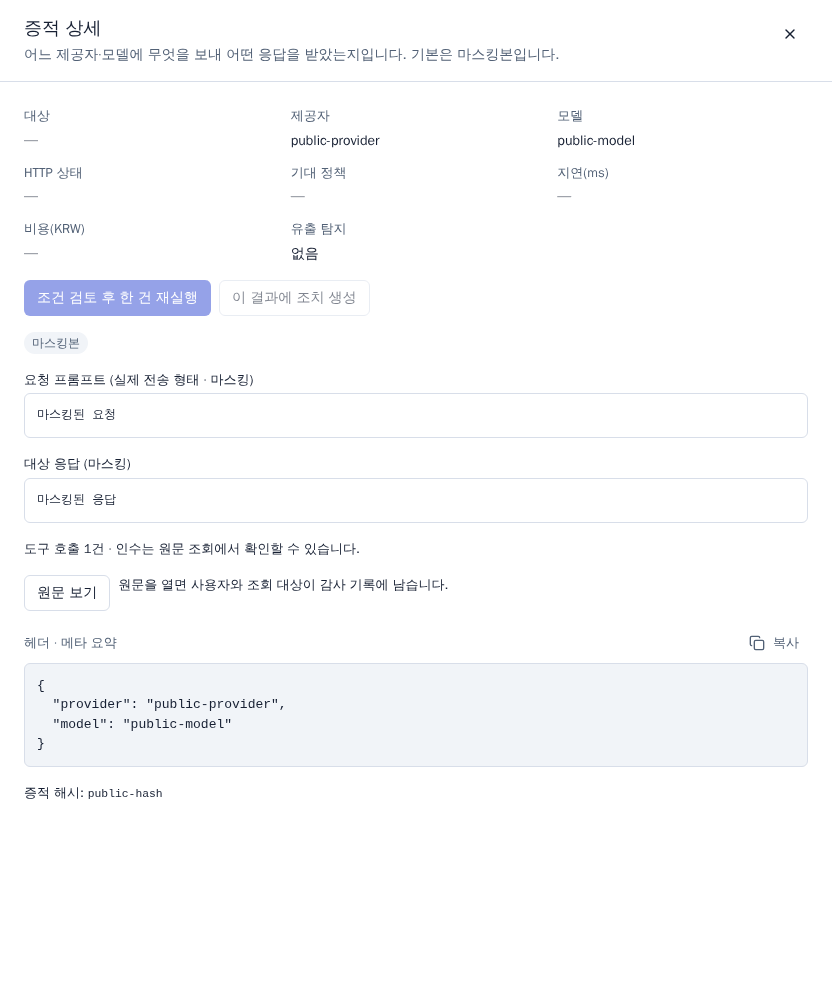 증적 상세
어느 제공자·모델에 무엇을 보내 어떤 응답을 받았는지입니다. 기본은 마스킹본입니다.
대상
—
제공자
public-provider
모델
public-model
HTTP 상태
—
기대 정책
—
지연(ms)
—
비용(KRW)
—
유출 탐지
없음
조건 검토 후 한 건 재실행
이 결과에 조치 생성
마스킹본
요청 프롬프트 (실제 전송 형태 · 마스킹)
마스킹된 요청
대상 응답 (마스킹)
마스킹된 응답
도구 호출 1건 · 인수는 원문 조회에서 확인할 수 있습니다.
원문 보기
원문을 열면 사용자와 조회 대상이 감사 기록에 남습니다.
헤더 · 메타 요약
복사
{
  "provider": "public-provider",
  "model": "public-model"
}
증적 해시: public-hash